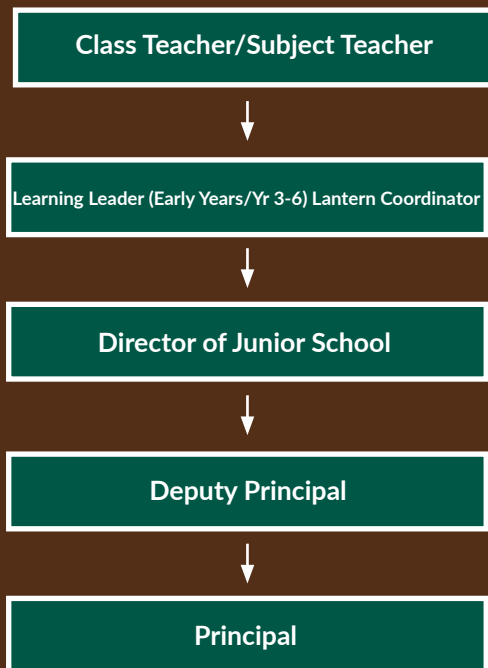 Class Teacher/Subject Teacher
Learning Leader (Early Years/Yr 3-6) Lantern Coordinator
Director of Junior School
Deputy Principal
Principal